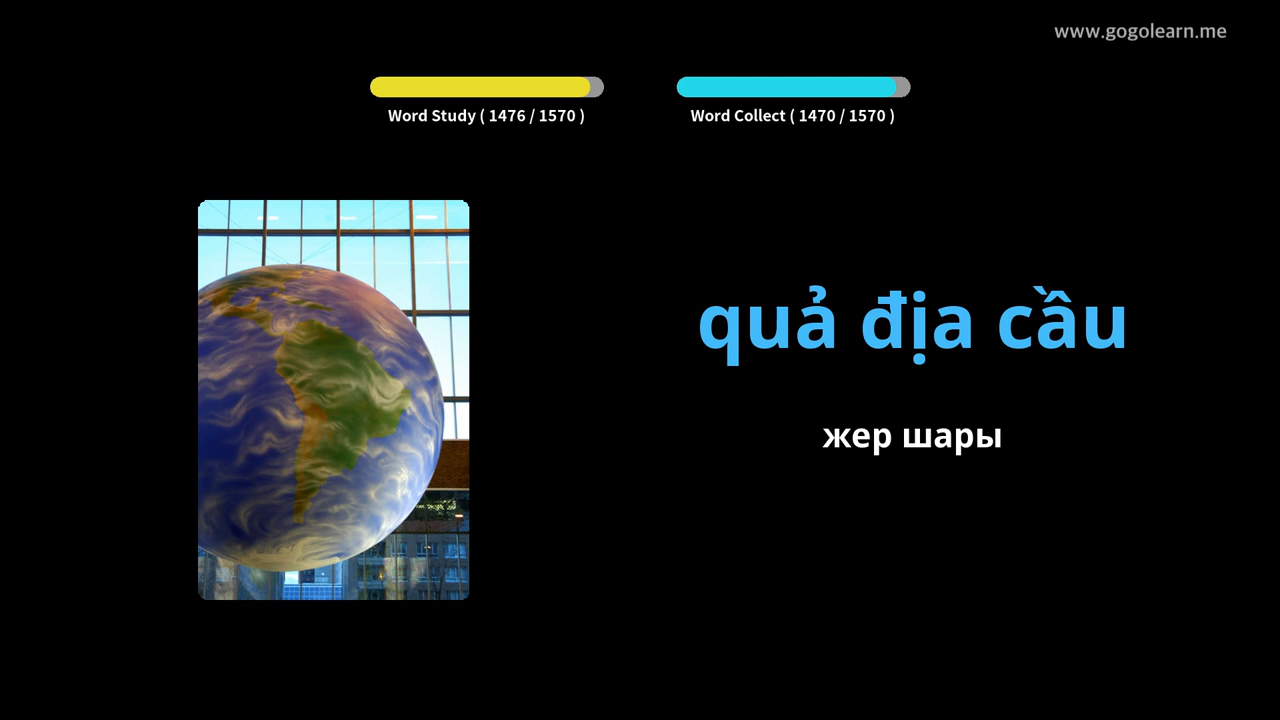 www.gogolearn.me
Word Study ( 1476 / 1570 )
Word Collect ( 1470 / 1570 )
quả địa cầu
жер шары